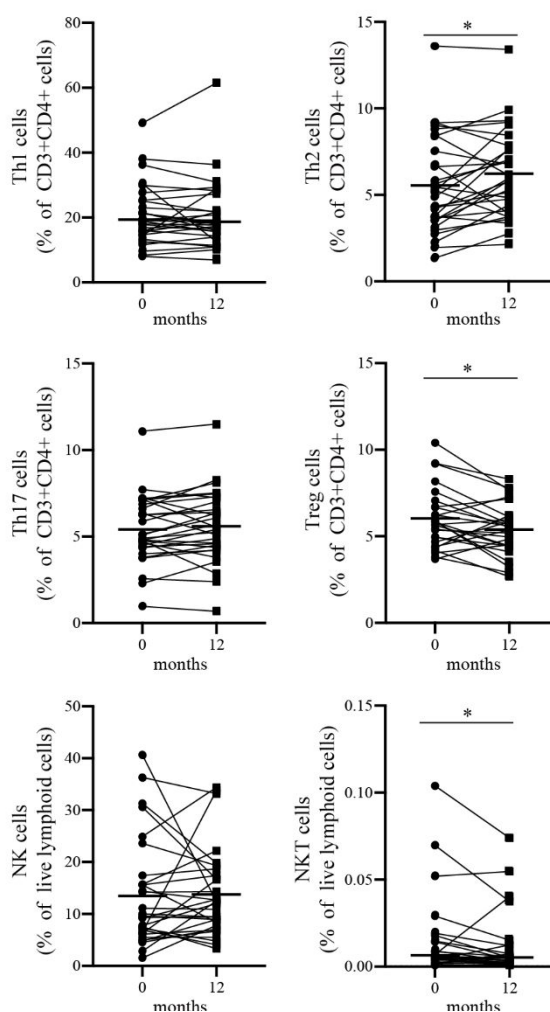 Th1 cells
(% of CD3+CD4+ cells)
80
60
40
20
0
0 12
months
Th2 cells
(% of CD3+CD4+ cells)
15
10
5
0
*
0 12
months
Th17 cells
(% of CD3+CD4+ cells)
15
10
5
0
0 12
months
Treg cells
(% of CD3+CD4+ cells)
15
10
5
0
*
0 12
months
NK cells
(% of live lymphoid cells)
50
40
30
20
10
0
0 12
months
NKT cells
(% of live lymphoid cells)
0.15
0.10
0.05
0.00
*
0 12
months